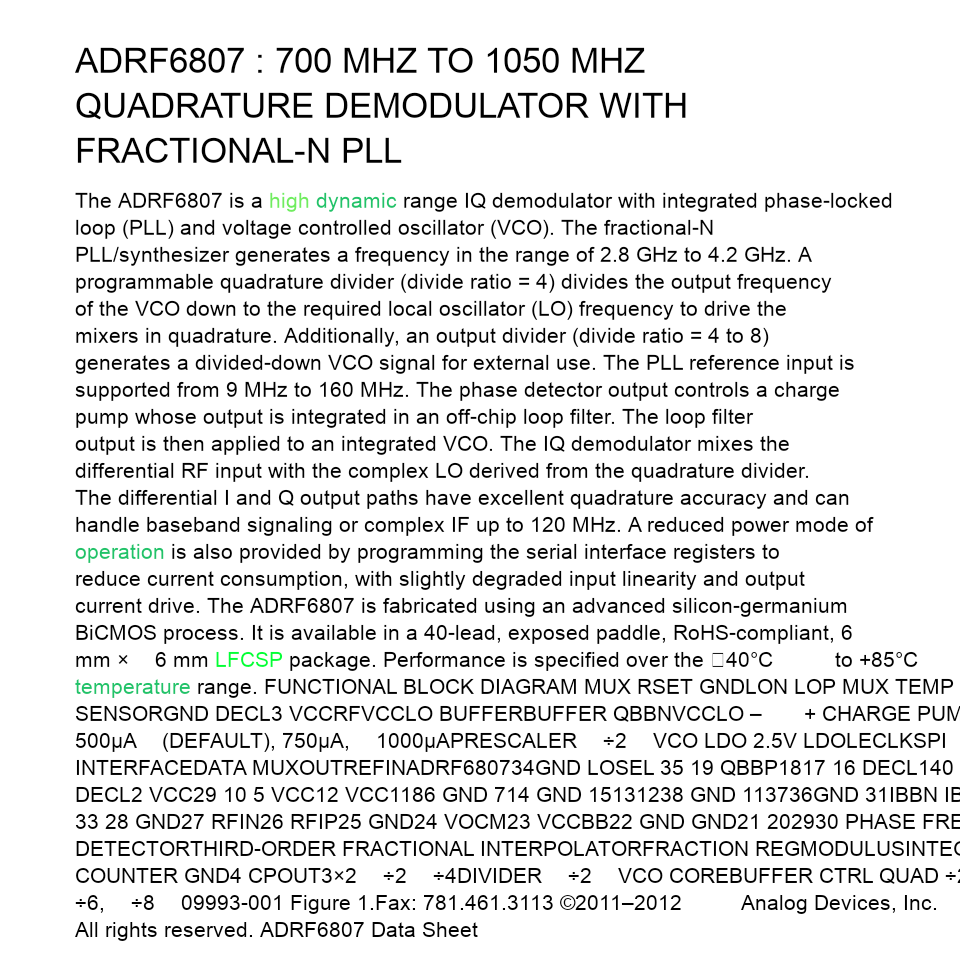 ADRF6807 : 700 MHZ TO 1050 MHZ
QUADRATURE DEMODULATOR WITH
FRACTIONAL-N PLL
The ADRF6807 is a high dynamic range IQ demodulator with integrated phase-locked
loop (PLL) and voltage controlled oscillator (VCO). The fractional-N
PLL/synthesizer generates a frequency in the range of 2.8 GHz to 4.2 GHz. A
programmable quadrature divider (divide ratio = 4) divides the output frequency
of the VCO down to the required local oscillator (LO) frequency to drive the
mixers in quadrature. Additionally, an output divider (divide ratio = 4 to 8)
generates a divided-down VCO signal for external use. The PLL reference input is
supported from 9 MHz to 160 MHz. The phase detector output controls a charge
pump whose output is integrated in an off-chip loop filter. The loop filter
output is then applied to an integrated VCO. The IQ demodulator mixes the
differential RF input with the complex LO derived from the quadrature divider.
The differential I and Q output paths have excellent quadrature accuracy and can
handle baseband signaling or complex IF up to 120 MHz. A reduced power mode of
operation is also provided by programming the serial interface registers to
reduce current consumption, with slightly degraded input linearity and output
current drive. The ADRF6807 is fabricated using an advanced silicon-germanium
BiCMOS process. It is available in a 40-lead, exposed paddle, RoHS-compliant, 6
mm × 6 mm LFCSP package. Performance is specified over the 40°C to +85°C
temperature range. FUNCTIONAL BLOCK DIAGRAM MUX RSET GNDLON LOP MUX TEMP
SENSORGND DECL3 VCCRFVCCLO BUFFERBUFFER QBBNVCCLO – + CHARGE PUM
500µA (DEFAULT), 750µA, 1000µAPRESCALER ÷2 VCO LDO 2.5V LDOLECLKSPI
INTERFACEDATA MUXOUTREFINADRF680734GND LOSEL 35 19 QBBP1817 16 DECL140
DECL2 VCC29 10 5 VCC12 VCC1186 GND 714 GND 15131238 GND 113736GND 31IBBN IB
33 28 GND27 RFIN26 RFIP25 GND24 VOCM23 VCCBB22 GND GND21 202930 PHASE FRE
DETECTORTHIRD-ORDER FRACTIONAL INTERPOLATORFRACTION REGMODULUSINTEG
COUNTER GND4 CPOUT3×2 ÷2 ÷4DIVIDER ÷2 VCO COREBUFFER CTRL QUAD ÷2
÷6, ÷8 09993-001 Figure 1.Fax: 781.461.3113 ©2011–2012 Analog Devices, Inc.
All rights reserved. ADRF6807 Data Sheet